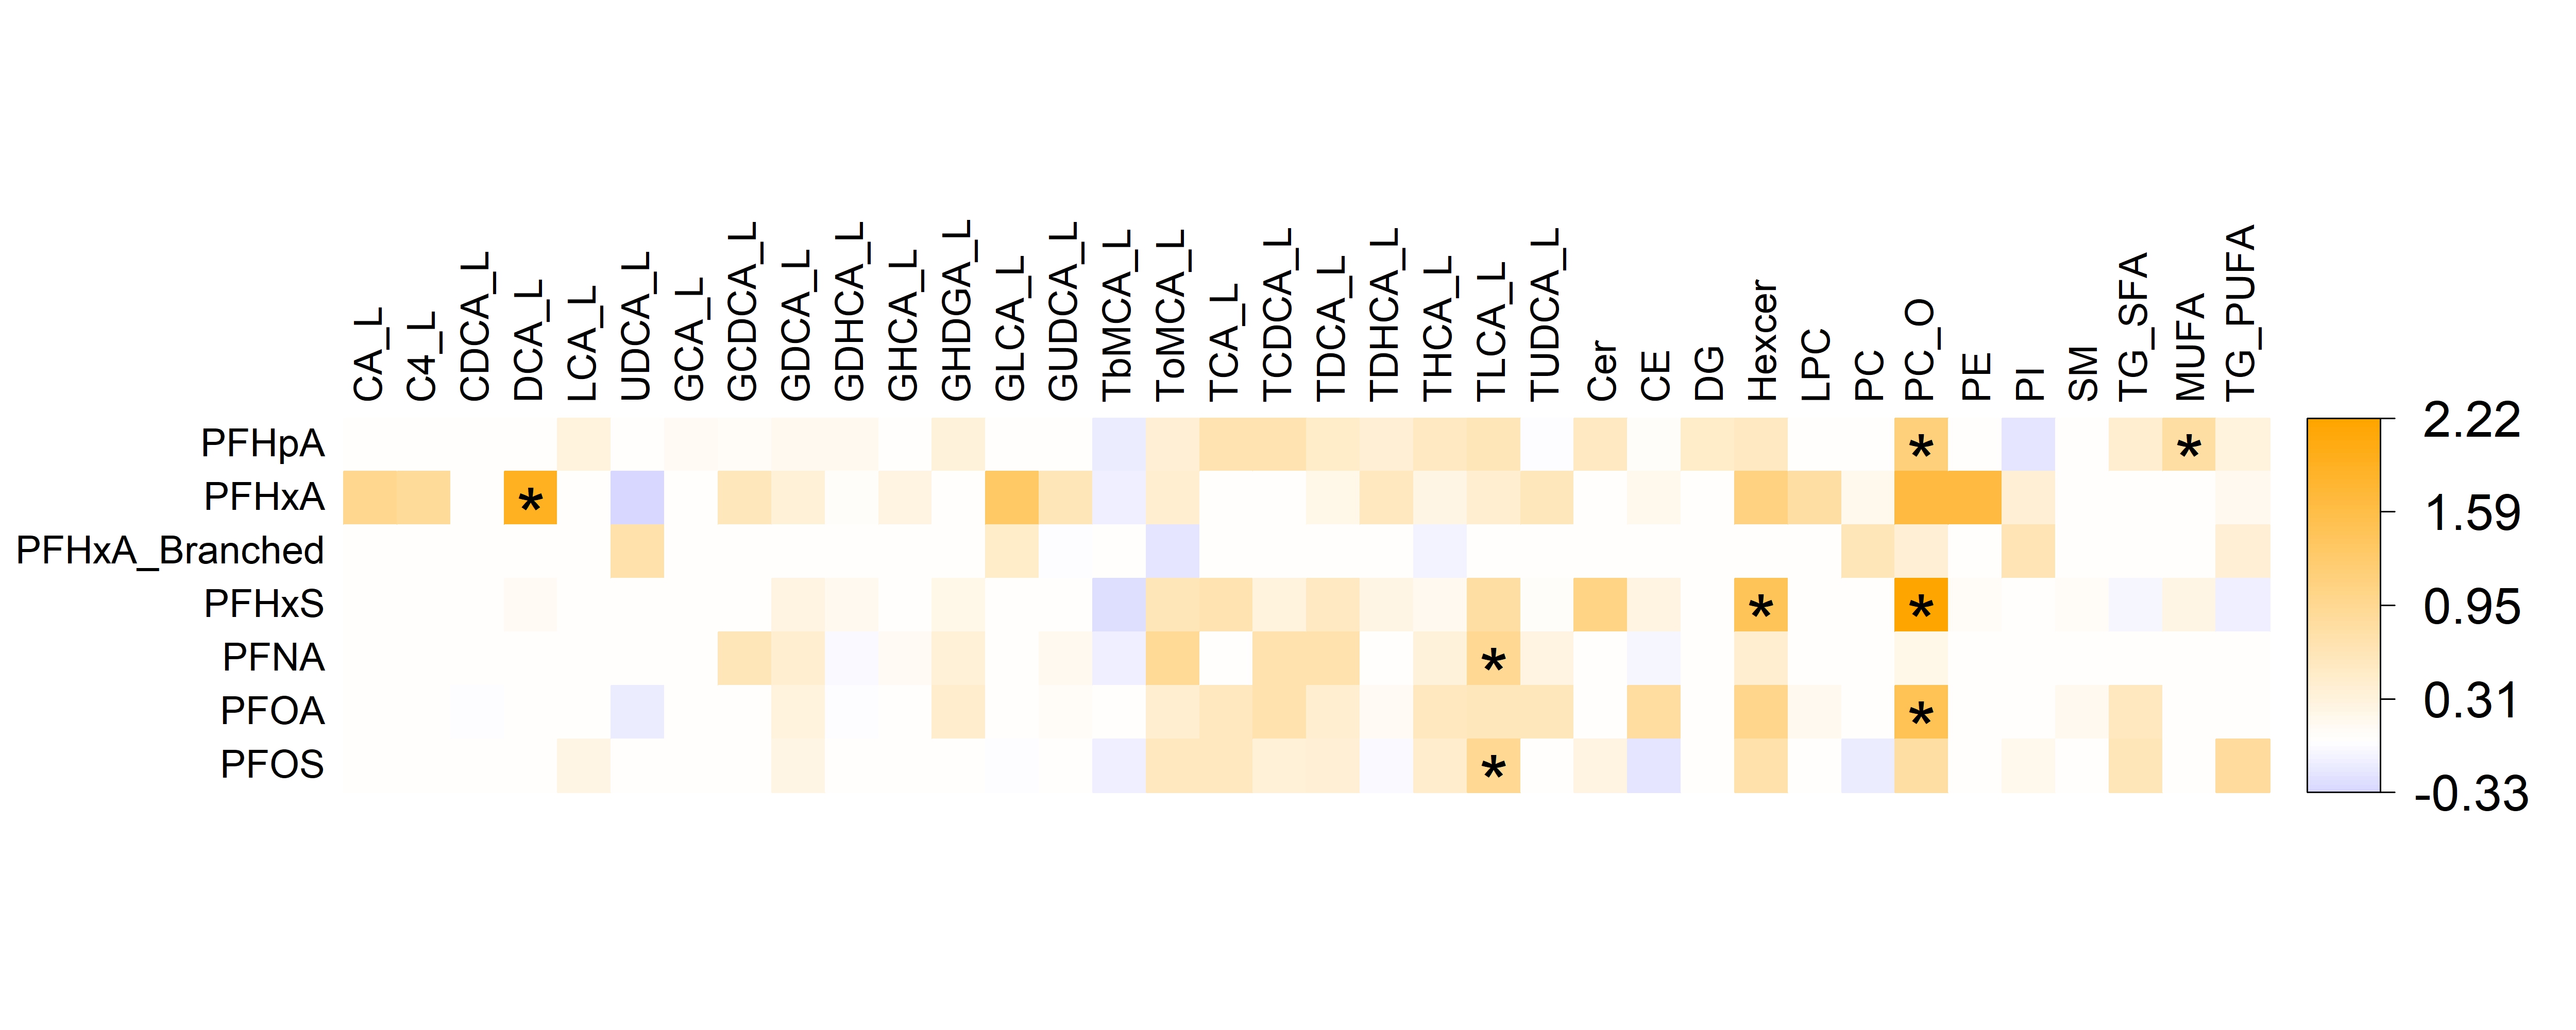 CA_L
C4_L
CDCA_L
DCA_L
LCA_L
UDCA_L
GCA_L
GCDCA_L
GDCA_L
GDHCA_L
GHCA_L
GHDGA_L
GLCA_L
GUDCA_L
TbMCA_L
ToMCA_L
TCA_L
TCDCA_L
TDCA_L
TDHCA_L
THCA_L
TLCA_L
TUDCA_L
Cer
CE
DG
Hexcer
LPC
PC
PC_O
PE
PI
SM
TG_SFA
MUFA
TG_PUFA
PFHpA * *
PFHxA *
PFHxA_Branched
PFHxS * *
PFNA *
PFOA *
PFOS *
2.22
1.59
0.95
0.31
-0.33